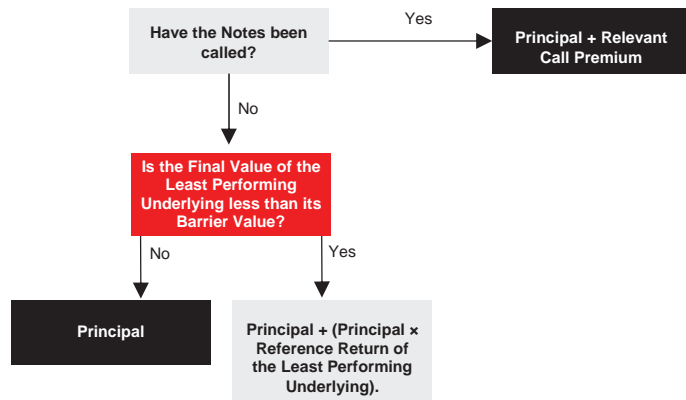 Have the Notes been
called?
Yes
Principal + Relevant
Call Premium
No
Is the Final Value of the
Least Performing
Underlying less than its
Barrier Value?
No
Yes
Principal
Principal + (Principal ×
Reference Return of
the Least Performing
Underlying).